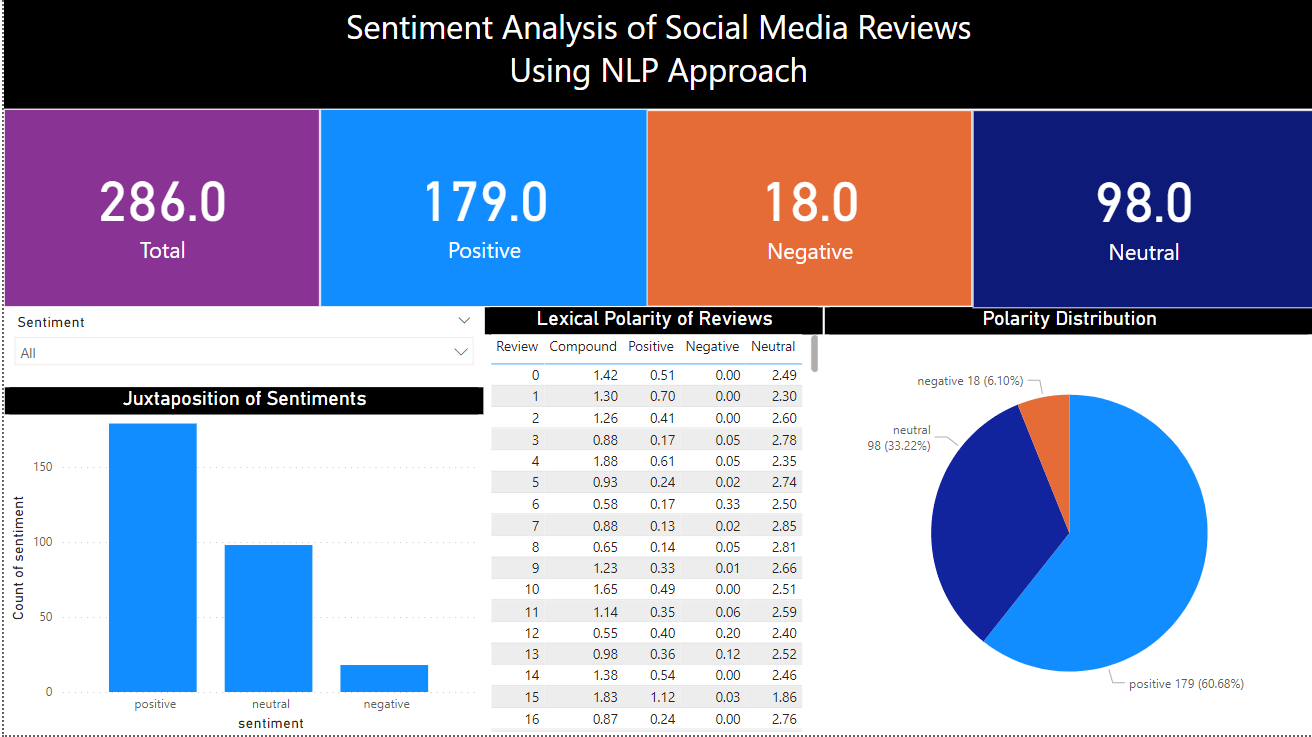 Sentiment Analysis of Social Media Reviews
Using NLP Approach
286.0
Total
179.0
Positive
18.0
Negative
98.0
Neutral
Sentiment
All
Juxtaposition of Sentiments
Count of sentiment
150
100
50
0
positive neutral negative
sentiment
Lexical Polarity of Reviews
Review Compound Positive Negative Neutral
0 1.42 0.51 0.00 2.49
1 1.30 0.70 0.00 2.30
2 1.26 0.41 0.00 2.60
3 0.88 0.17 0.05 2.78
4 1.88 0.61 0.05 2.35
5 0.93 0.24 0.02 2.74
6 0.58 0.17 0.33 2.50
7 0.88 0.13 0.02 2.85
8 0.65 0.14 0.05 2.81
9 1.23 0.33 0.01 2.66
10 1.65 0.49 0.00 2.51
11 1.14 0.35 0.06 2.59
12 0.55 0.40 0.20 2.40
13 0.98 0.36 0.12 2.52
14 1.38 0.54 0.00 2.46
15 1.83 1.12 0.03 1.86
16 0.87 0.24 0.00 2.76
Polarity Distribution
negative 18 (6.10%)
neutral
98 (33.22%)
positive 179 (60.68%)